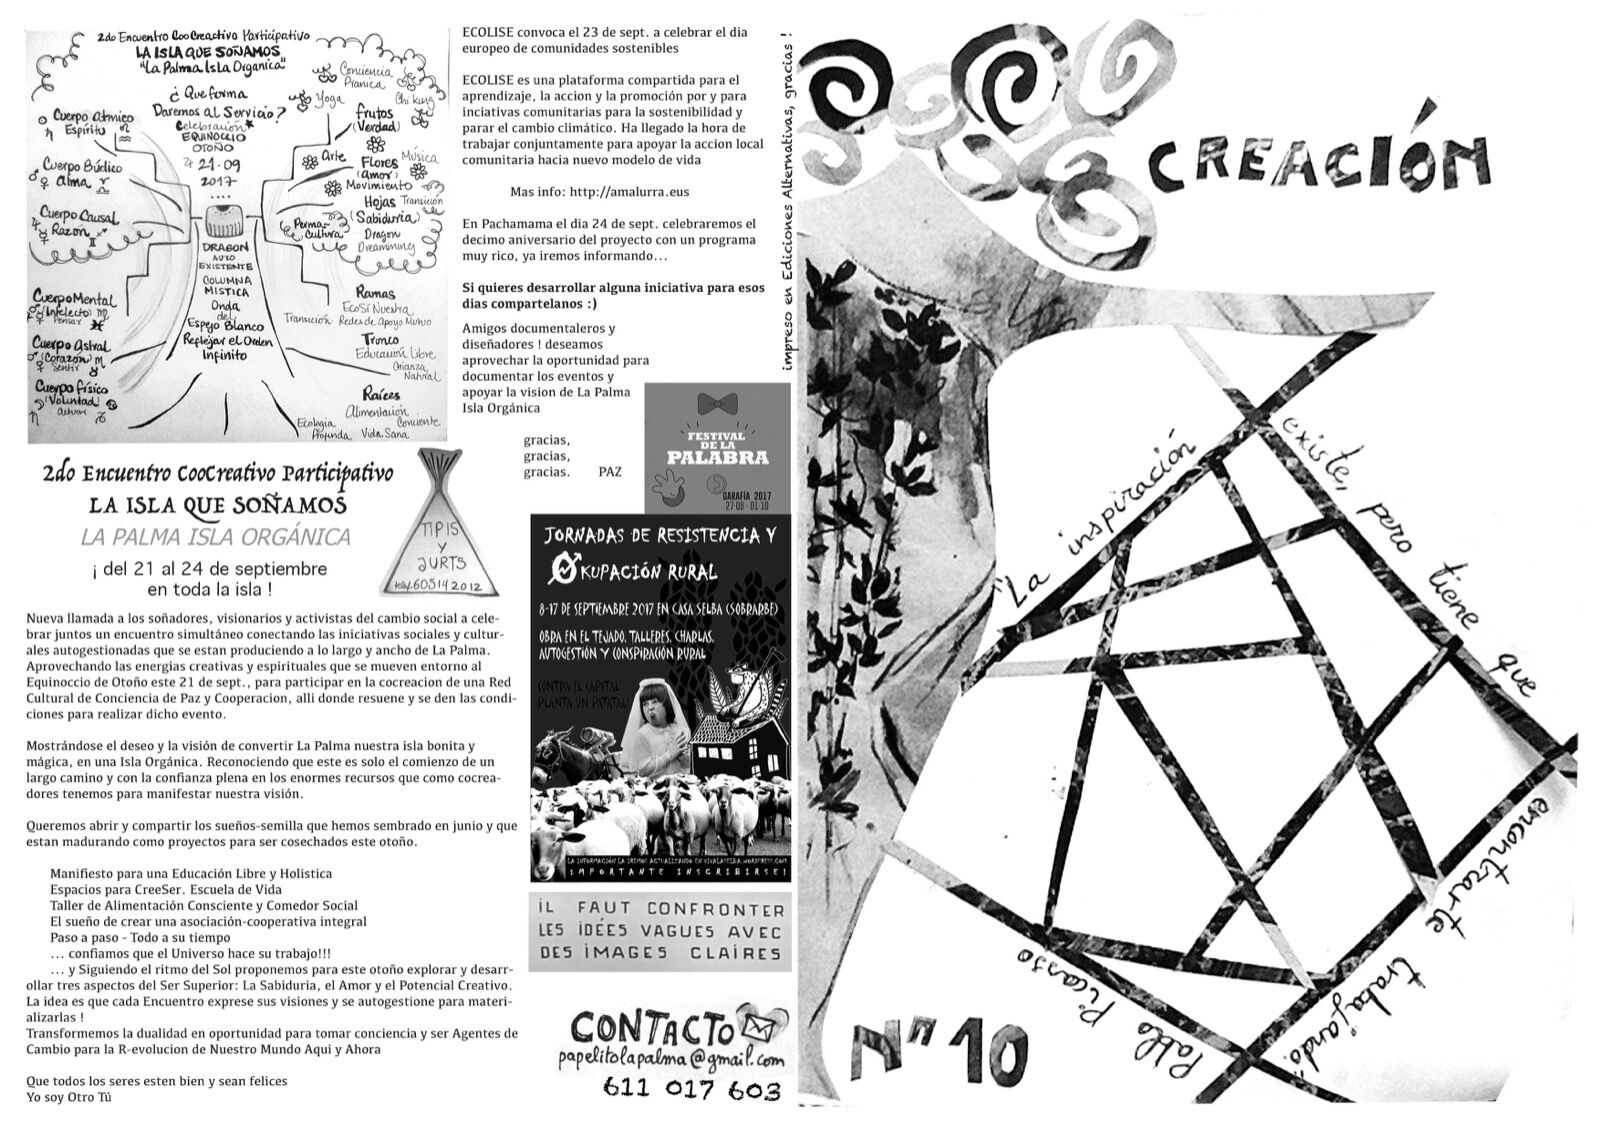 2do Encuentro CooCreativo Participativo
LA ISLA QUE SOÑAMOS
"La Palma Isla Organica"
¿ Que forma
Daremos al Servicio?
Celebración
EQUINOCCIO
OTOÑO
21.09
2017
Cuerpo Atmico
Espíritu
Cuerpo Búdico
Alma
Cuerpo Causal
Razon
Cuerpo Mental
(Intelecto)
Pensar
Cuerpo Astral
(Corazón)
Sentir
Cuerpo físico
(Voluntad)
Actuar
DRAGON
AUTO
EXISTENTE
COLUMNA
MISTICA
Onda
del
Espejo Blanco
Reflejar el Orden
Infinito
Conciencia
Pranica
Yoga
Chi kung
frutos
(Verdad)
Arte
Flores
(Amor)
Música
Movimiento
Hojas
(Sabiduria)
Transición
Perma-
Cultura
Dragon
Dreamming
Ramas
EcoSí Nuestra
Transición Redes de Apoyo Mutuo
Tronco
Educación Libre
Crianza
Natural
Raíces
Alimentación
Conciente
Ecologia
Profunda
Vida Sana
2do Encuentro CooCreativo Participativo
LA ISLA QUE SOÑAMOS
LA PALMA ISLA ORGÁNICA
¡ del 21 al 24 de septiembre
en toda la isla !
TIPIS
Y
JURTS
telf. 605142012
Nueva llamada a los soñadores, visionarios y activistas del cambio social a cele-
brar juntos un encuentro simultáneo conectando las iniciativas sociales y cultur-
ales autogestionadas que se estan produciendo a lo largo y ancho de La Palma.
Aprovechando las energias creativas y espirituales que se mueven entorno al
Equinoccio de Otoño este 21 de sept., para participar en la cocreacion de una Red
Cultural de Conciencia de Paz y Cooperacion, alli donde resuene y se den las condi-
ciones para realizar dicho evento.
Mostrándose el deseo y la visión de convertir La Palma nuestra isla bonita y
mágica, en una Isla Orgánica. Reconociendo que este es solo el comienzo de un
largo camino y con la confianza plena en los enormes recursos que como cocrea-
dores tenemos para manifestar nuestra visión.
Queremos abrir y compartir los sueños-semilla que hemos sembrado en junio y que
estan madurando como proyectos para ser cosechados este otoño.
Manifiesto para una Educación Libre y Holistica
Espacios para CreeSer. Escuela de Vida
Taller de Alimentación Consciente y Comedor Social
El sueño de crear una asociación-cooperativa integral
Paso a paso - Todo a su tiempo
... confiamos que el Universo hace su trabajo!!!
... y Siguiendo el ritmo del Sol proponemos para este otoño explorar y desarr-
ollar tres aspectos del Ser Superior: La Sabiduria, el Amor y el Potencial Creativo.
La idea es que cada Encuentro exprese sus visiones y se autogestione para materi-
alizarlas !
Transformemos la dualidad en oportunidad para tomar conciencia y ser Agentes de
Cambio para la R-evolucion de Nuestro Mundo Aqui y Ahora
Que todos los seres esten bien y sean felices
Yo soy Otro Tú
ECOLISE convoca el 23 de sept. a celebrar el dia
europeo de comunidades sostenibles
ECOLISE es una plataforma compartida para el
aprendizaje, la accion y la promoción por y para
inciativas comunitarias para la sostenibilidad y
parar el cambio climático. Ha llegado la hora de
trabajar conjuntamente para apoyar la accion local
comunitaria hacia nuevo modelo de vida
Mas info: http://amalurra.eus
En Pachamama el dia 24 de sept. celebraremos el
decimo aniversario del proyecto con un programa
muy rico, ya iremos informando...
Si quieres desarrollar alguna iniciativa para esos
dias compartelanos :)
Amigos documentaleros y
diseñadores ! deseamos
aprovechar la oportunidad para
documentar los eventos y
apoyar la vision de La Palma
Isla Orgánica
gracias,
gracias,
gracias. PAZ
FESTIVAL
DE LA
PALABRA
GARAFÍA 2017
27·09 - 01·10
JORNADAS DE RESISTENCIA Y
OKUPACIÓN RURAL
8-17 DE SEPTIEMBRE 2017 EN CASA SELBA (SOBRARBE)
OBRA EN EL TEJADO, TALLERES, CHARLAS,
AUTOGESTIÓN Y CONSPIRACIÓN RURAL
CONTRA EL CAPITAL
PLANTA UN PATATAL!
LA INFORMACIÓN LA IREMOS ACTUALIZANDO EN VIVALASELBA.WORDPRESS.COM
IMPORTANTE INSCRIBIRSE!
IL FAUT CONFRONTER
LES IDÉES VAGUES AVEC
DES IMAGES CLAIRES
CONTACTO
papelitolapalma@gmail.com
611 017 603
impreso en Ediciones Alternativas, gracias !
CREACIÓN
"La inspiración
existe, pero tiene que
encontrarte
trabajando."
Pablo Picasso
Nº 10